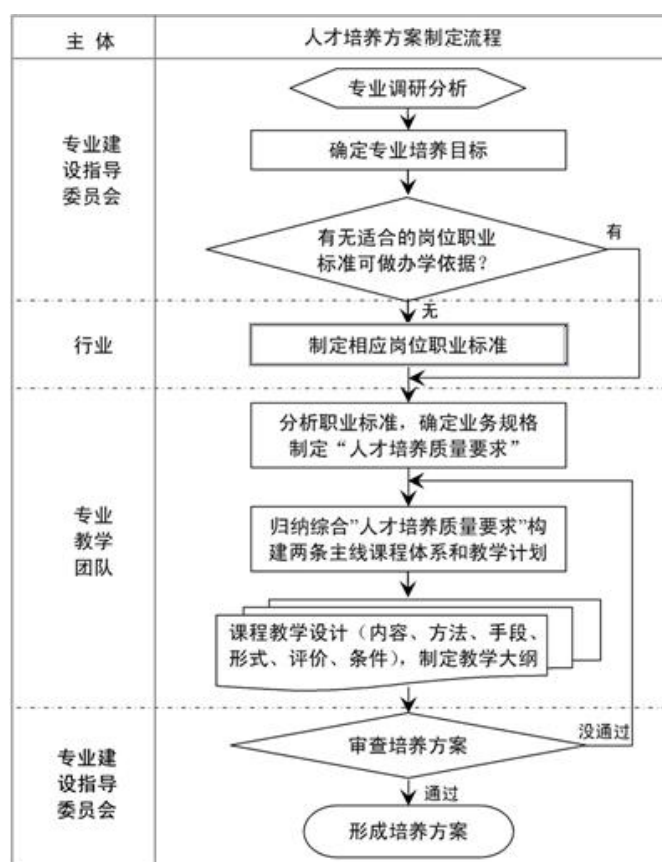 主 体
人才培养方案制定流程
专业建
设指导
委员会
专业调研分析
确定专业培养目标
有无适合的岗位职业
标准可做办学依据？
有
无
行业
制定相应岗位职业标准
专业
教学
团队
分析职业标准，确定业务规格
制定“人才培养质量要求”
归纳综合”人才培养质量要求”构
建两条主线课程体系和教学计划
课程教学设计（内容、方法、手段、
形式、评价、条件），制定教学大纲
专业建
设指导
委员会
审查培养方案
没通过
通过
形成培养方案